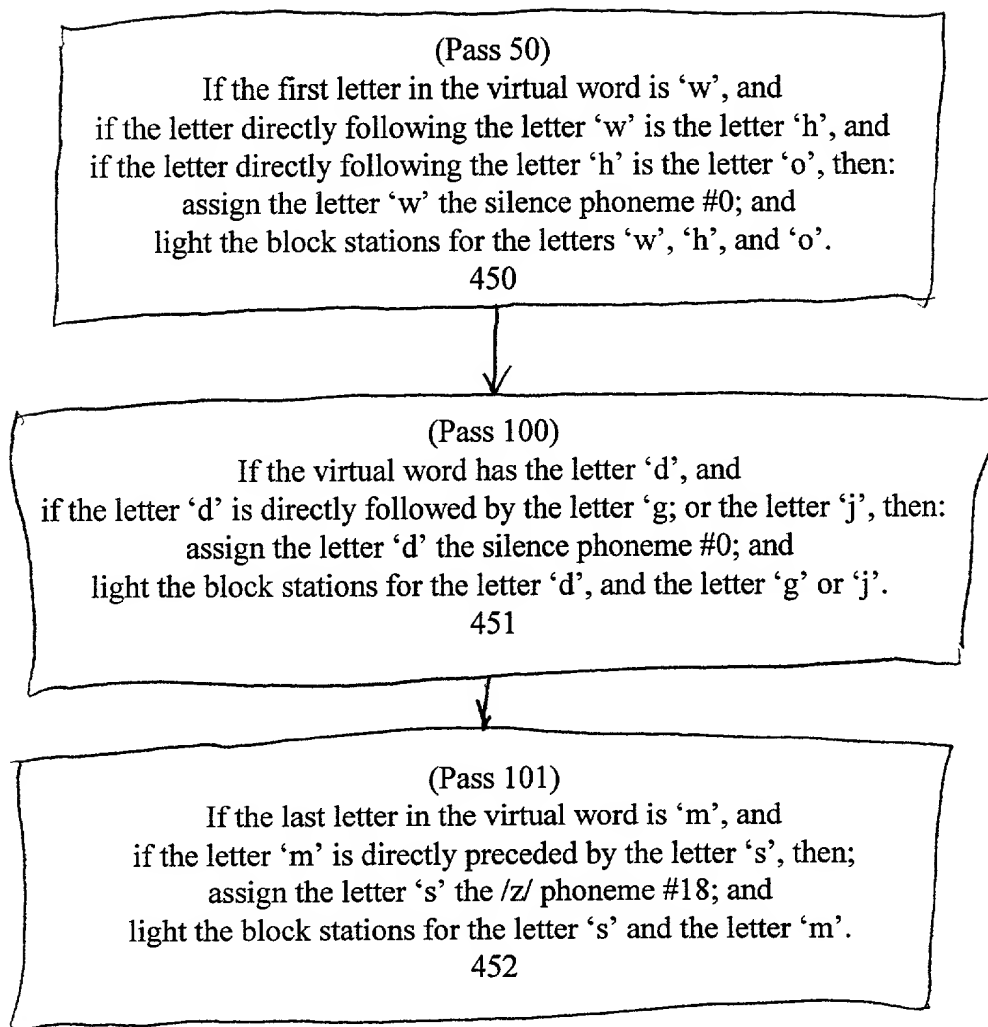 (Pass 50)
If the first letter in the virtual word is ‘w’, and
if the letter directly following the letter ‘w’ is the letter ‘h’, and
if the letter directly following the letter ‘h’ is the letter ‘o’, then:
assign the letter ‘w’ the silence phoneme #0; and
light the block stations for the letters ‘w’, ‘h’, and ‘o’.
450
(Pass 100)
If the virtual word has the letter ‘d’, and
if the letter ‘d’ is directly followed by the letter ‘g; or the letter ‘j’, then:
assign the letter ‘d’ the silence phoneme #0; and
light the block stations for the letter ‘d’, and the letter ‘g’ or ‘j’.
451
(Pass 101)
If the last letter in the virtual word is ‘m’, and
if the letter ‘m’ is directly preceded by the letter ‘s’, then;
assign the letter ‘s’ the /z/ phoneme #18; and
light the block stations for the letter ‘s’ and the letter ‘m’.
452